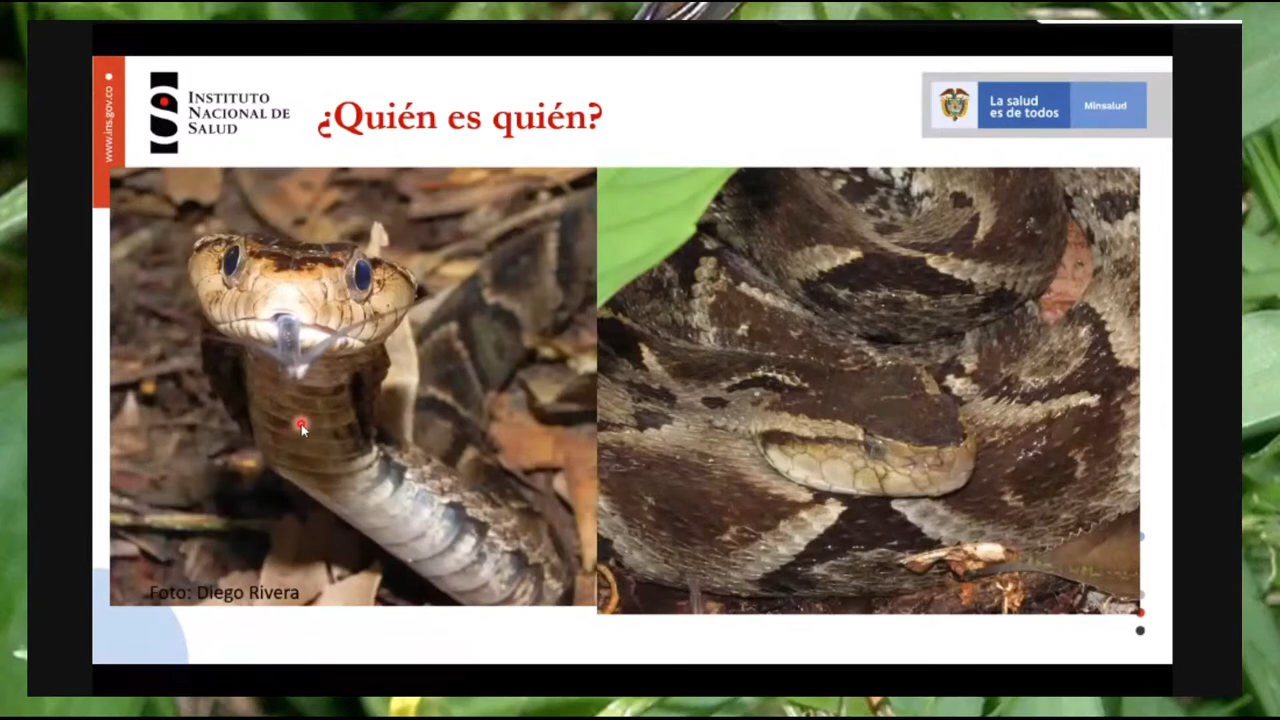 www.ins.gov.co
INSTITUTO
NACIONAL DE
SALUD
¿Quién es quién?
La salud
es de todos
Minsalud
Foto: Diego Rivera